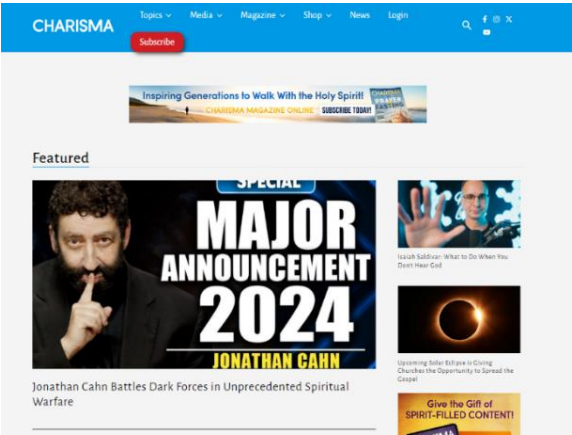 CHARISMA
Topics
Media
Magazine
Shop
News
Login
Subscribe
Inspiring Generations to Walk With the Holy Spirit!
CHARISMA MAGAZINE ONLINE SUBSCRIBE TODAY!
Featured
SPECIAL
MAJOR
ANNOUNCEMENT
2024
JONATHAN CAHN
Jonathan Cahn Battles Dark Forces in Unprecedented Spiritual
Warfare
Isaiah Saldivar: What to Do When You
Dont Hear God
Upcoming Solar Eclipse is Giving
Churches the Opportunity to Spread the
Gospel
Give the Gift of
SPIRIT-FILLED CONTENT!